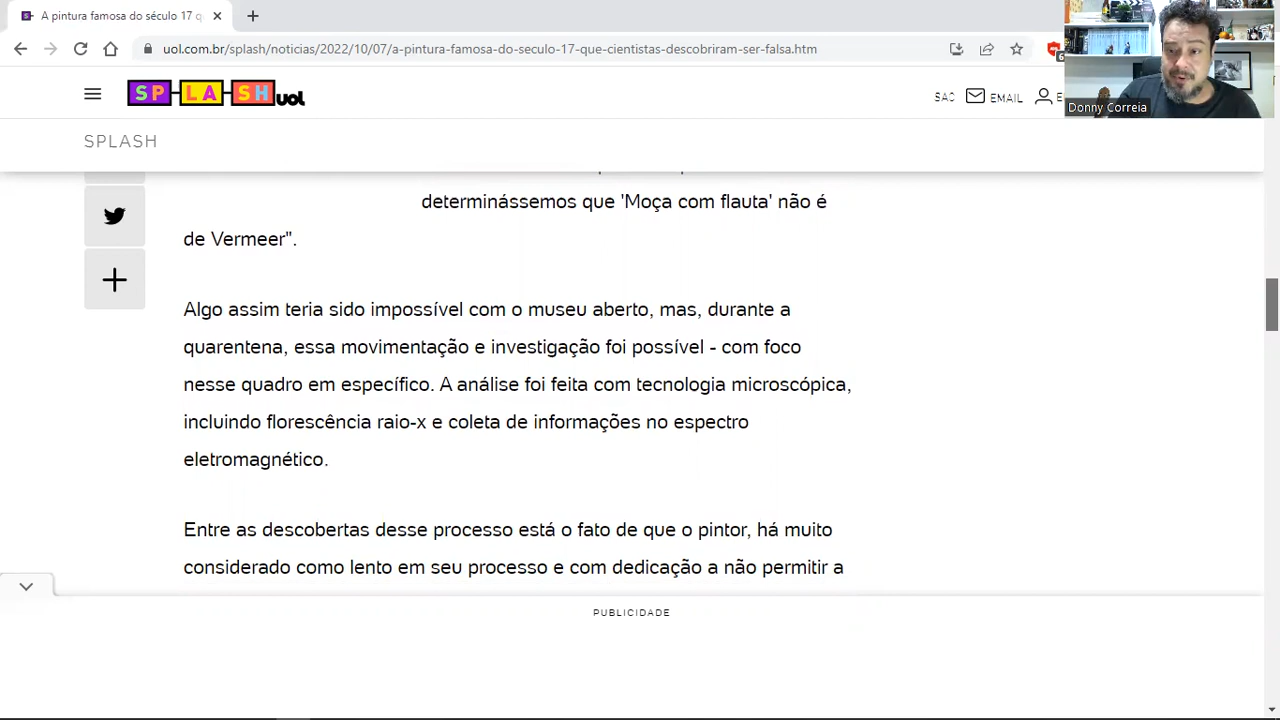 A pintura famosa do século 17 q
uol.com.br/splash/noticias/2022/10/07/a-pintura-famosa-do-seculo-17-que-cientistas-descobriram-ser-falsa.htm
6
SPLASH uol
SAC
EMAIL
E
Donny Correia
SPLASH
determinássemos que 'Moça com flauta' não é
de Vermeer".
Algo assim teria sido impossível com o museu aberto, mas, durante a
quarentena, essa movimentação e investigação foi possível - com foco
nesse quadro em específico. A análise foi feita com tecnologia microscópica,
incluindo florescência raio-x e coleta de informações no espectro
eletromagnético.
Entre as descobertas desse processo está o fato de que o pintor, há muito
considerado como lento em seu processo e com dedicação a não permitir a
PUBLICIDADE